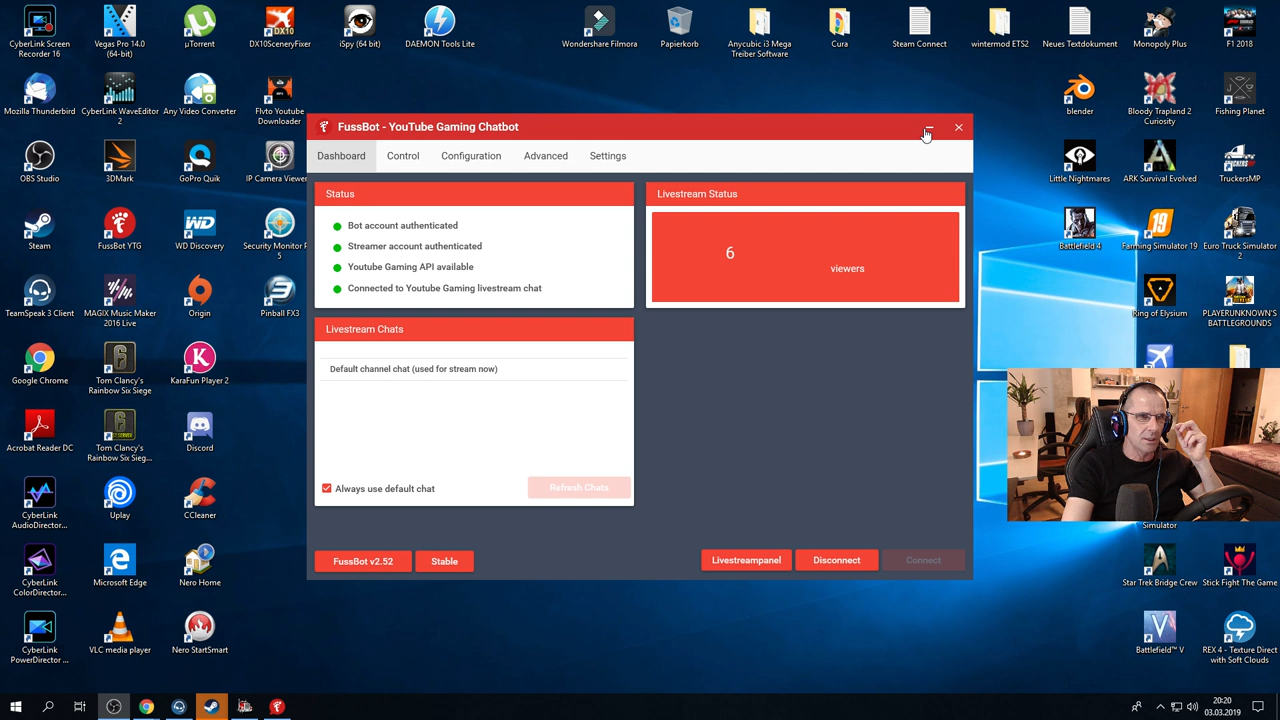 CyberLink Screen
Recorder 16
Vegas Pro 14.0
(64-bit)
µTorrent
DX10SceneryFixer
iSpy (64 bit)
DAEMON Tools Lite
Wondershare Filmora
Papierkorb
Anycubic i3 Mega
Treiber Software
Cura
Steam Connect
wintermod ETS2
Neues Textdokument
Monopoly Plus
F1 2018
Mozilla Thunderbird
CyberLink WaveEditor
2
Any Video Converter
Flvto Youtube
Downloader
blender
Bloody Trapland 2
Curiosity
Fishing Planet
OBS Studio
3DMark
GoPro Quik
IP Camera Viewer
Little Nightmares
ARK Survival Evolved
TruckersMP
Steam
FussBot YTG
WD Discovery
Security Monitor P
5
Battlefield 4
Farming Simulator 19
Euro Truck Simulator
2
TeamSpeak 3 Client
MAGIX Music Maker
2016 Live
Origin
Pinball FX3
Ring of Elysium
PLAYERUNKNOWN'S
BATTLEGROUNDS
Google Chrome
Tom Clancy's
Rainbow Six Siege
KaraFun Player 2
Acrobat Reader DC
Tom Clancy's
Rainbow Six Sieg...
Discord
CyberLink
AudioDirector...
Uplay
CCleaner
Simulator
CyberLink
ColorDirector...
Microsoft Edge
Nero Home
Star Trek Bridge Crew
Stick Fight The Game
CyberLink
PowerDirector ...
VLC media player
Nero StartSmart
Battlefield™ V
REX 4 - Texture Direct
with Soft Clouds
FussBot - YouTube Gaming Chatbot
Dashboard
Control
Configuration
Advanced
Settings
Status
Bot account authenticated
Streamer account authenticated
Youtube Gaming API available
Connected to Youtube Gaming livestream chat
Livestream Status
6
viewers
Livestream Chats
Default channel chat (used for stream now)
Always use default chat
Refresh Chats
FussBot v2.52
Stable
Livestreampanel
Disconnect
Connect
20:20
03.03.2019